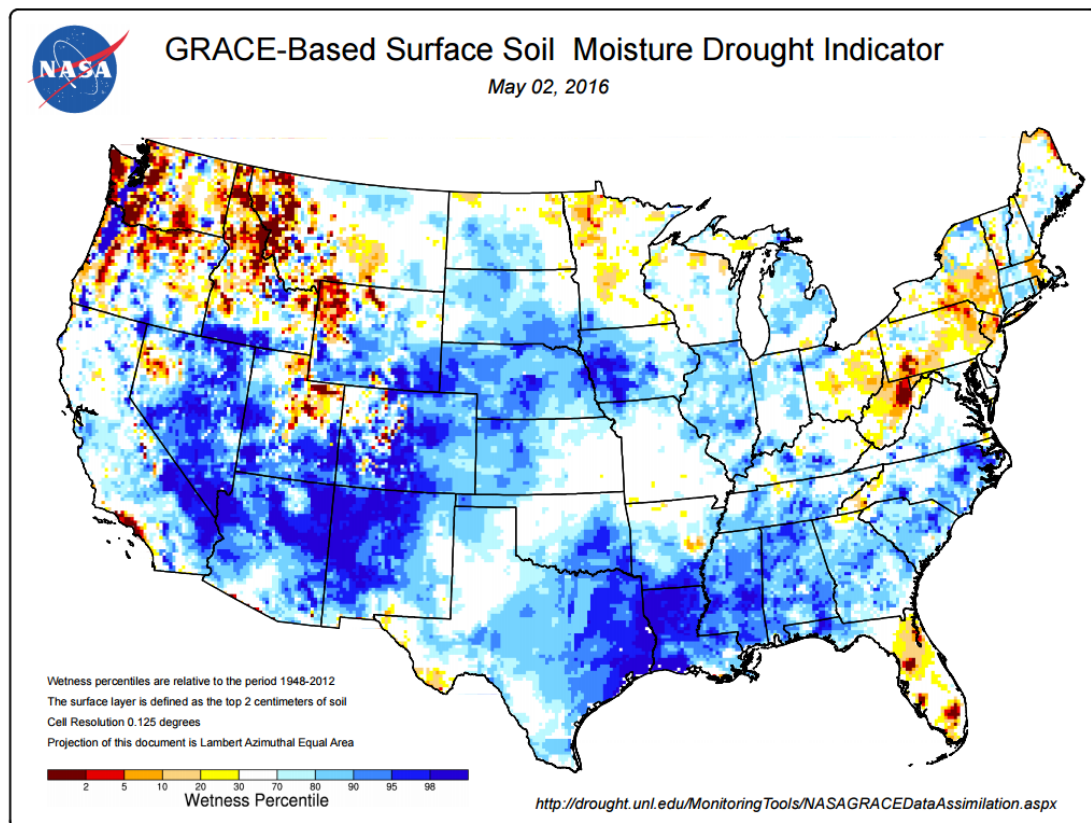 NASA
GRACE-Based Surface Soil Moisture Drought Indicator
May 02, 2016
Wetness percentiles are relative to the period 1948-2012
The surface layer is defined as the top 2 centimeters of soil
Cell Resolution 0.125 degrees
Projection of this document is Lambert Azimuthal Equal Area
2 5 10 20 30 70 80 90 95 98
Wetness Percentile
http://drought.unl.edu/MonitoringTools/NASAGRACEDataAssimilation.aspx